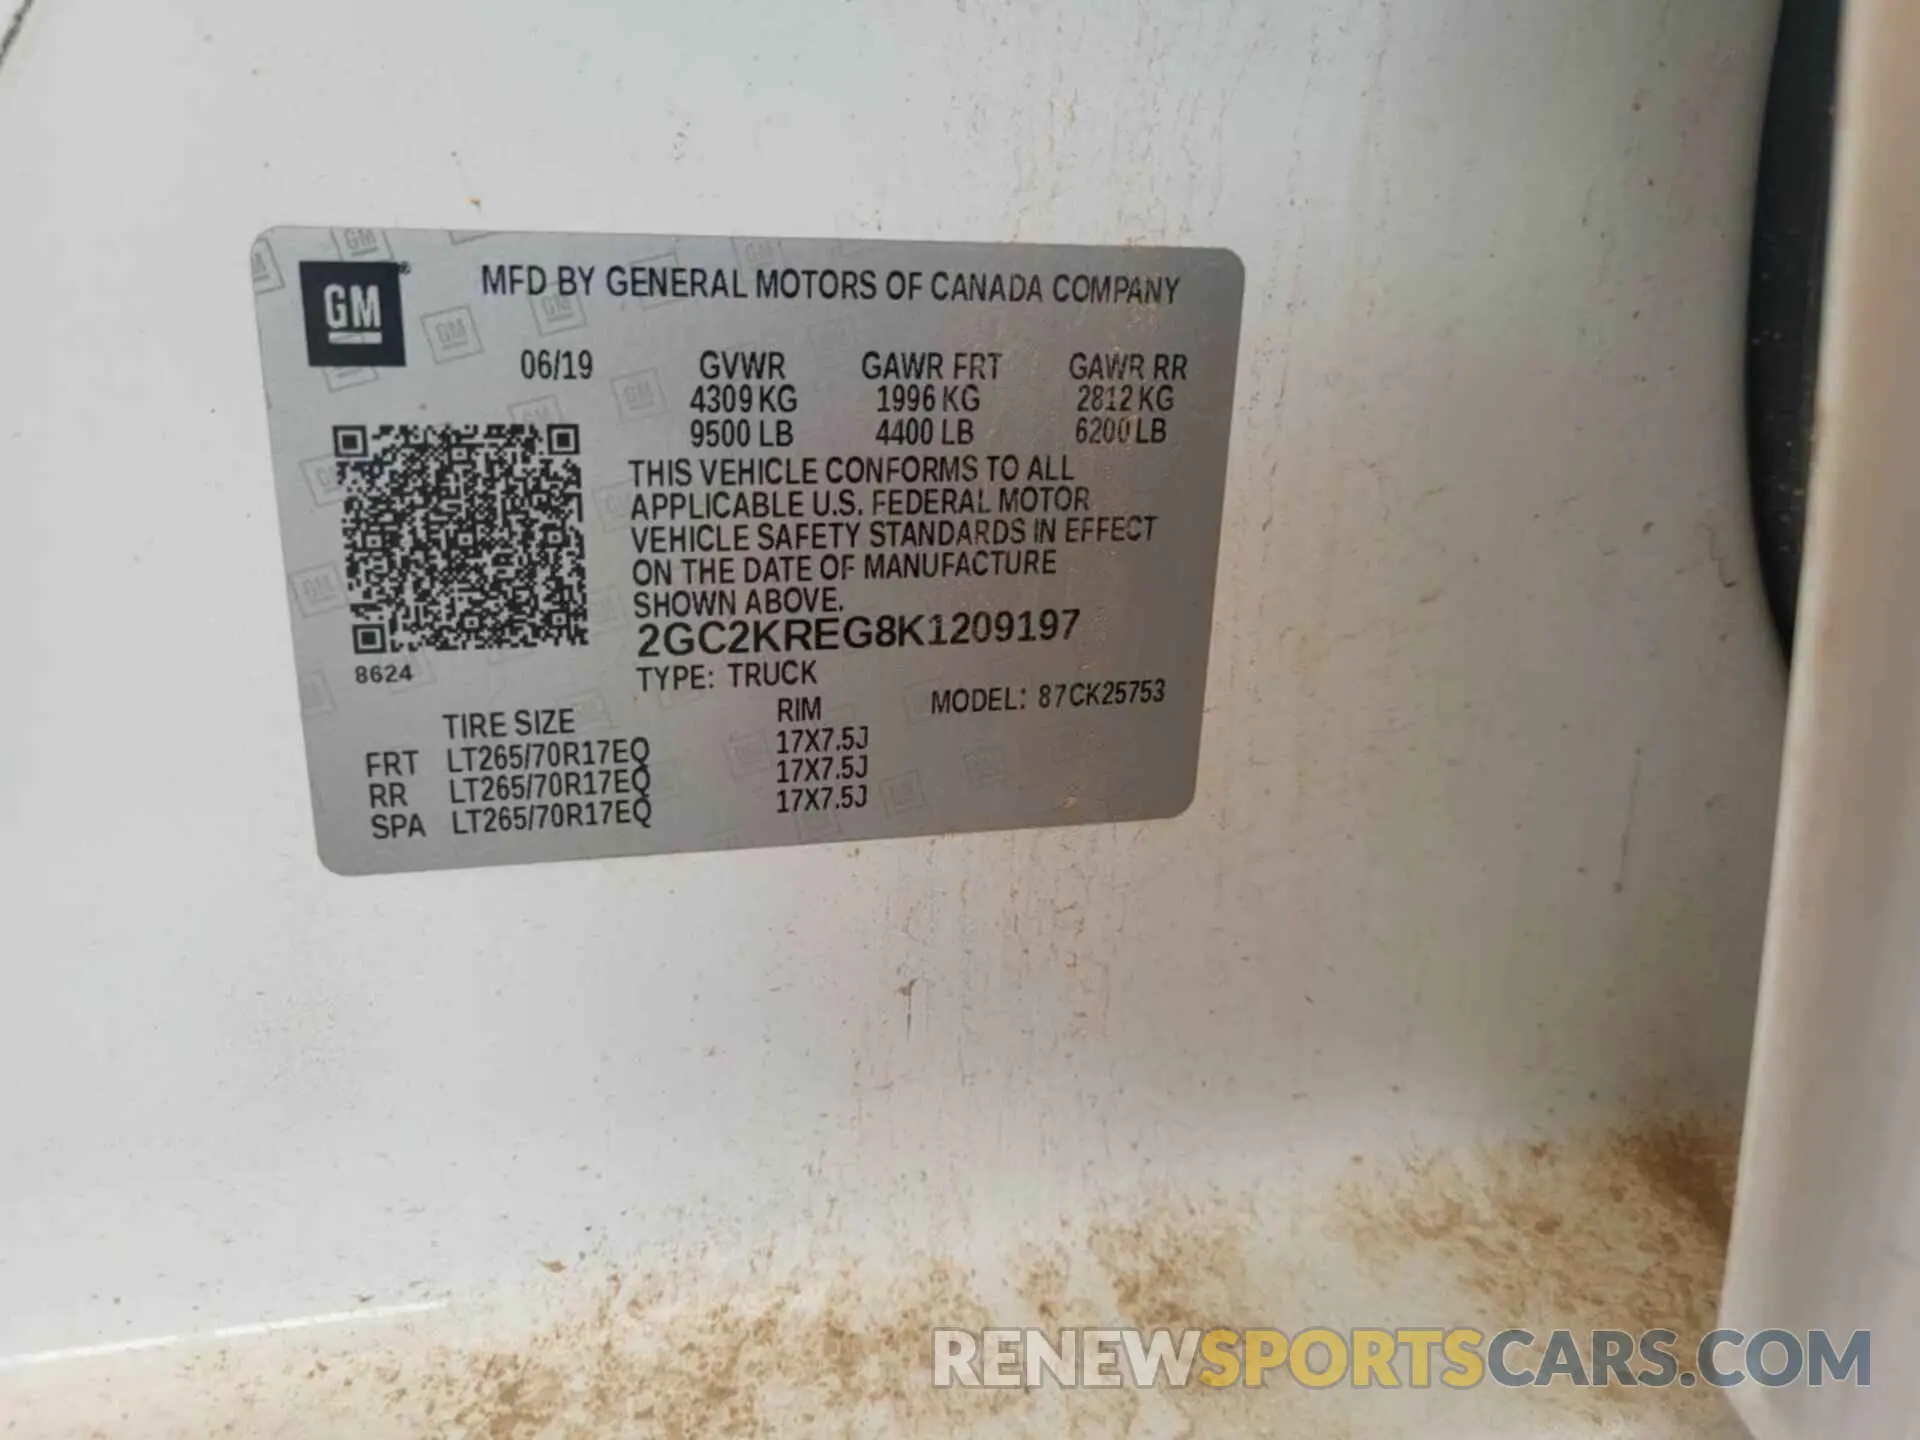 GM®
MFD BY GENERAL MOTORS OF CANADA COMPANY
06/19 GVWR GAWR FRT GAWR RR
4309 KG 1996 KG 2812 KG
9500 LB 4400 LB 6200 LB
THIS VEHICLE CONFORMS TO ALL
APPLICABLE U.S. FEDERAL MOTOR
VEHICLE SAFETY STANDARDS IN EFFECT
ON THE DATE OF MANUFACTURE
SHOWN ABOVE.
2GC2KREG8K1209197
8624
TYPE: TRUCK
MODEL: 87CK25753
TIRE SIZE RIM
FRT LT265/70R17EQ 17X7.5J
RR LT265/70R17EQ 17X7.5J
SPA LT265/70R17EQ 17X7.5J
RENEWSPORTSCARS.COM